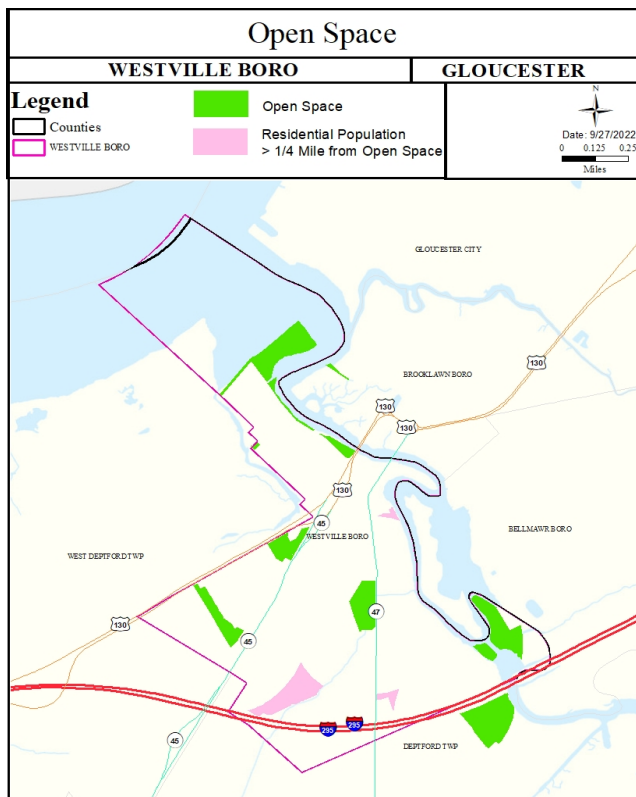 Open Space
WESTVILLE BORO
GLOUCESTER
Legend
Counties
WESTVILLE BORO
Open Space
Residential Population
> 1/4 Mile from Open Space
N
Date: 9/27/2022
0 0.125 0.25
Miles
GLOUCESTER CITY
130
BROOKLAWN BORO
130
130
130
45
WESTVILLE BORO
BELLMAWR BORO
WEST DEPTFORD TWP
47
130
45
295
295
45
DEPTFORD TWP